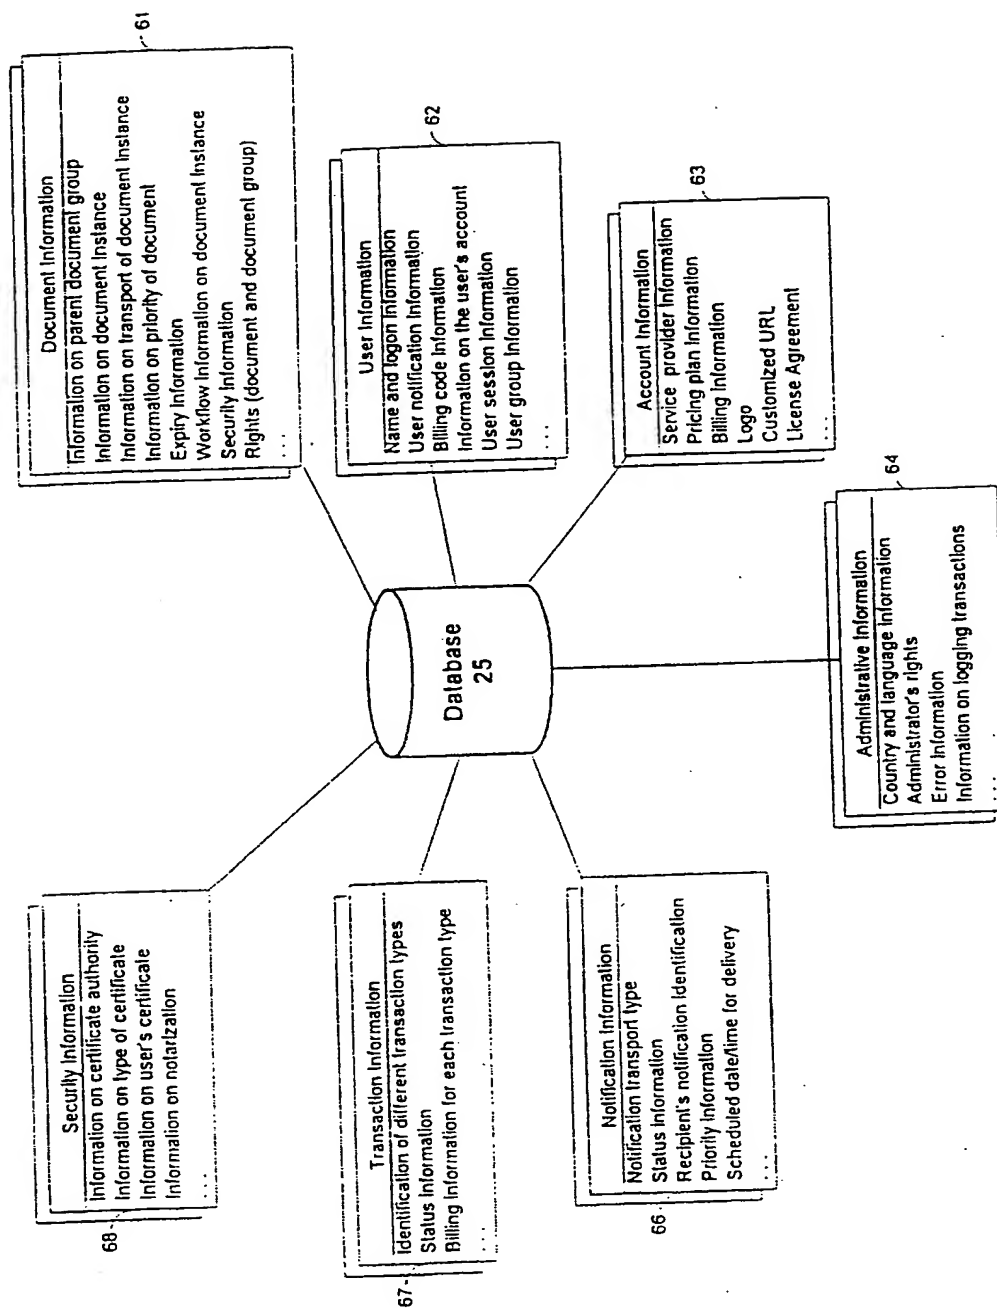 Security Information
Information on certificate authority
Information on type of certificate
Information on user's certificate
Information on notarization
...
68
Transaction Information
Identification of different transaction types
Status Information
Billing Information for each transaction type
...
67
Notification Information
Notification transport type
Status Information
Recipient's notification Identification
Priority Information
Scheduled date/time for delivery
...
66
Database
25
Document Information
Information on parent document group
Information on document Instance
Information on transport of document Instance
Information on priority of document
Expiry Information
Workflow Information on document Instance
Security Information
Rights (document and document group)
...
61
User Information
Name and logon Information
User notification Information
Billing code Information
Information on the user's account
User session Information
User group Information
...
62
Account Information
Service provider Information
Pricing plan Information
Billing Information
Logo
Customized URL
License Agreement
...
63
Administrative Information
Country and language Information
Administrator's rights
Error Information
Information on logging transactions
...
64